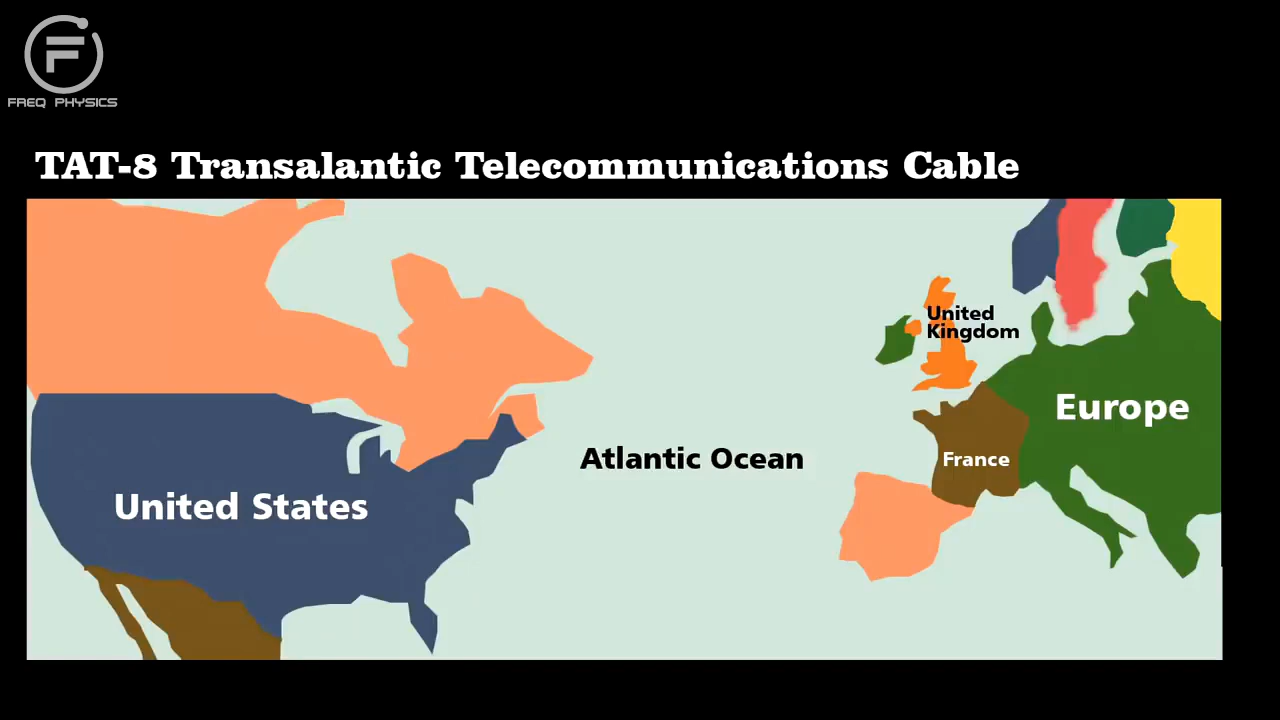 FREQ PHYSICS
TAT-8 Transalantic Telecommunications Cable
United
Kingdom
Europe
France
Atlantic Ocean
United States